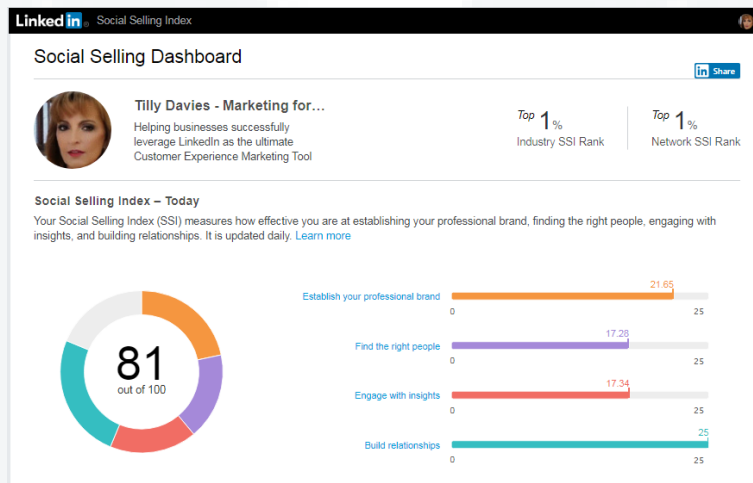 Linked in ® Social Selling Index
Social Selling Dashboard
in Share
Tilly Davies - Marketing for…
Helping businesses successfully
leverage LinkedIn as the ultimate
Customer Experience Marketing Tool
Top 1%
Industry SSI Rank
Top 1%
Network SSI Rank
Social Selling Index – Today
Your Social Selling Index (SSI) measures how effective you are at establishing your professional brand, finding the right people, engaging with
insights, and building relationships. It is updated daily. Learn more
81
out of 100
21.65
Establish your professional brand
0 25
17.28
Find the right people
0 25
17.34
Engage with insights
0 25
25
Build relationships
0 25